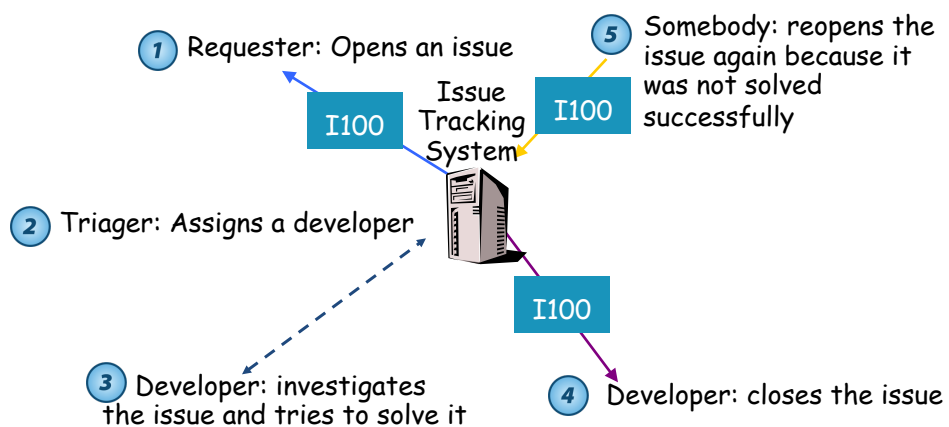 1 Requester: Opens an issue
I100
Issue
Tracking
System
5 Somebody: reopens the
issue again because it
was not solved
successfully
I100
2 Triager: Assigns a developer
I100
3 Developer: investigates
the issue and tries to solve it
4 Developer: closes the issue